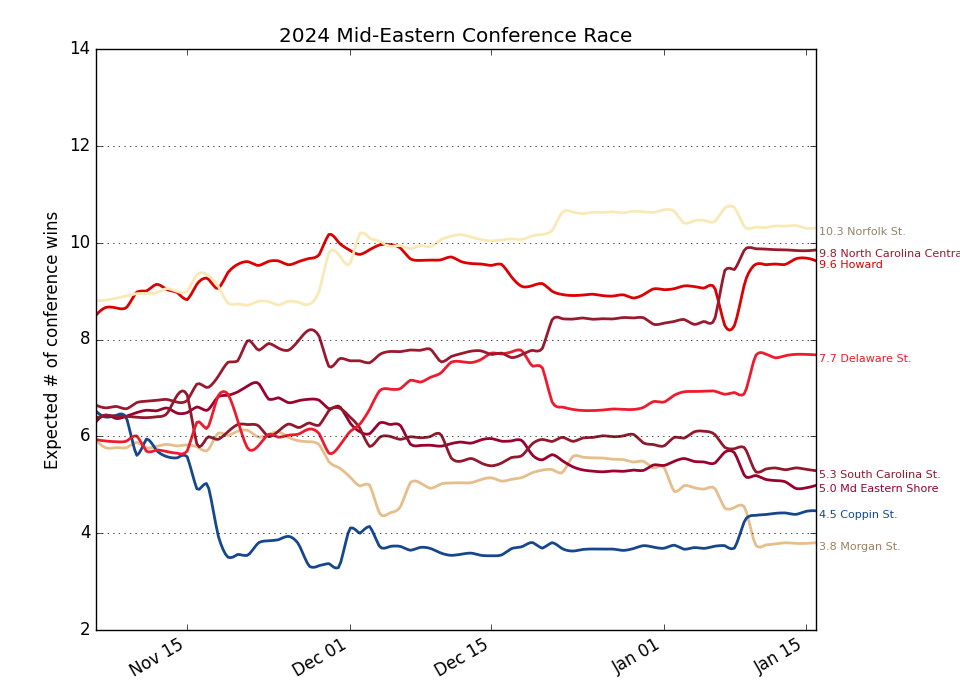 2024 Mid-Eastern Conference Race
Expected # of conference wins
14
12
10
8
6
4
2
Nov 15
Dec 01
Dec 15
Jan 01
Jan 15
10.3 Norfolk St.
9.8 North Carolina Centra
9.6 Howard
7.7 Delaware St.
5.3 South Carolina St.
5.0 Md Eastern Shore
4.5 Coppin St.
3.8 Morgan St.